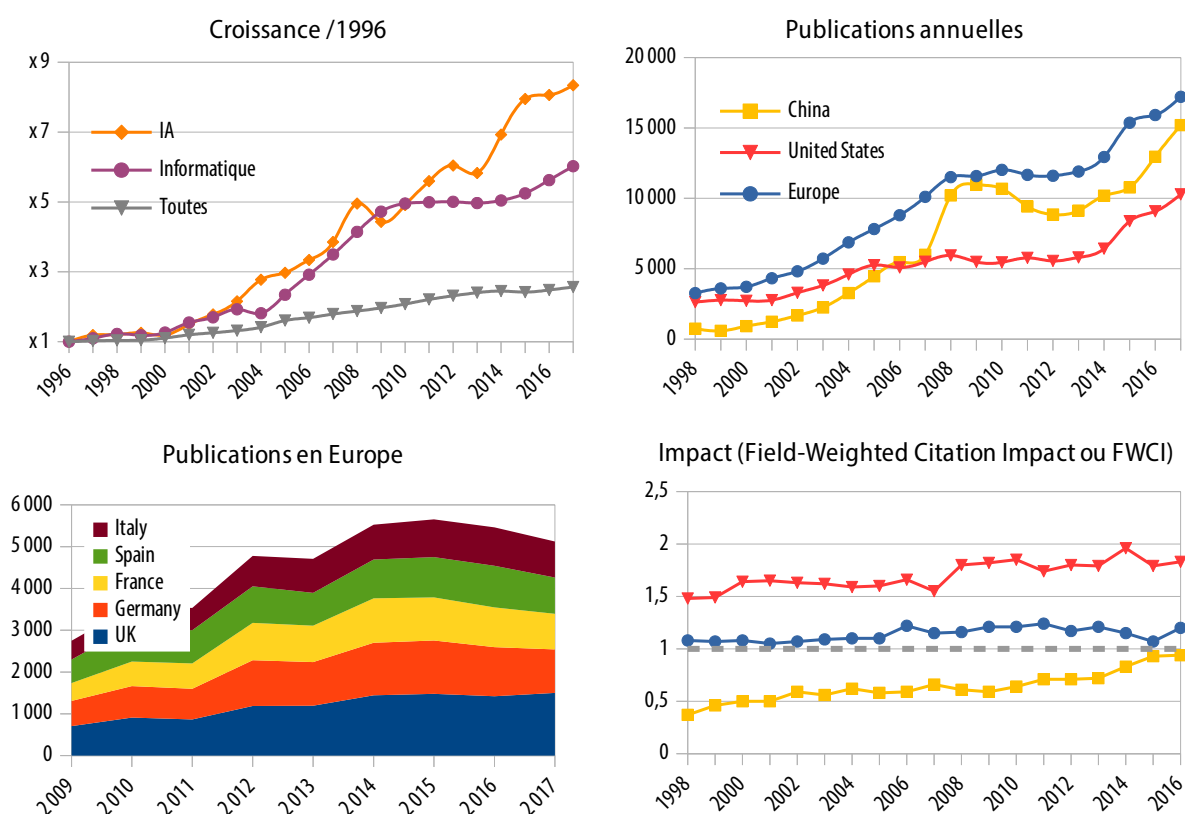 Croissance /1996
x 9
x 7
x 5
x 3
x 1
IA
Informatique
Toutes
1996
1998
2000
2002
2004
2006
2008
2010
2012
2014
2016
Publications annuelles
20 000
15 000
10 000
5 000
0
China
United States
Europe
1998
2000
2002
2004
2006
2008
2010
2012
2014
2016
Publications en Europe
6 000
5 000
4 000
3 000
2 000
1 000
0
Italy
Spain
France
Germany
UK
2009
2010
2011
2012
2013
2014
2015
2016
2017
Impact (Field-Weighted Citation Impact ou FWCI)
2,5
2
1,5
1
0,5
0
1998
2000
2002
2004
2006
2008
2010
2012
2014
2016